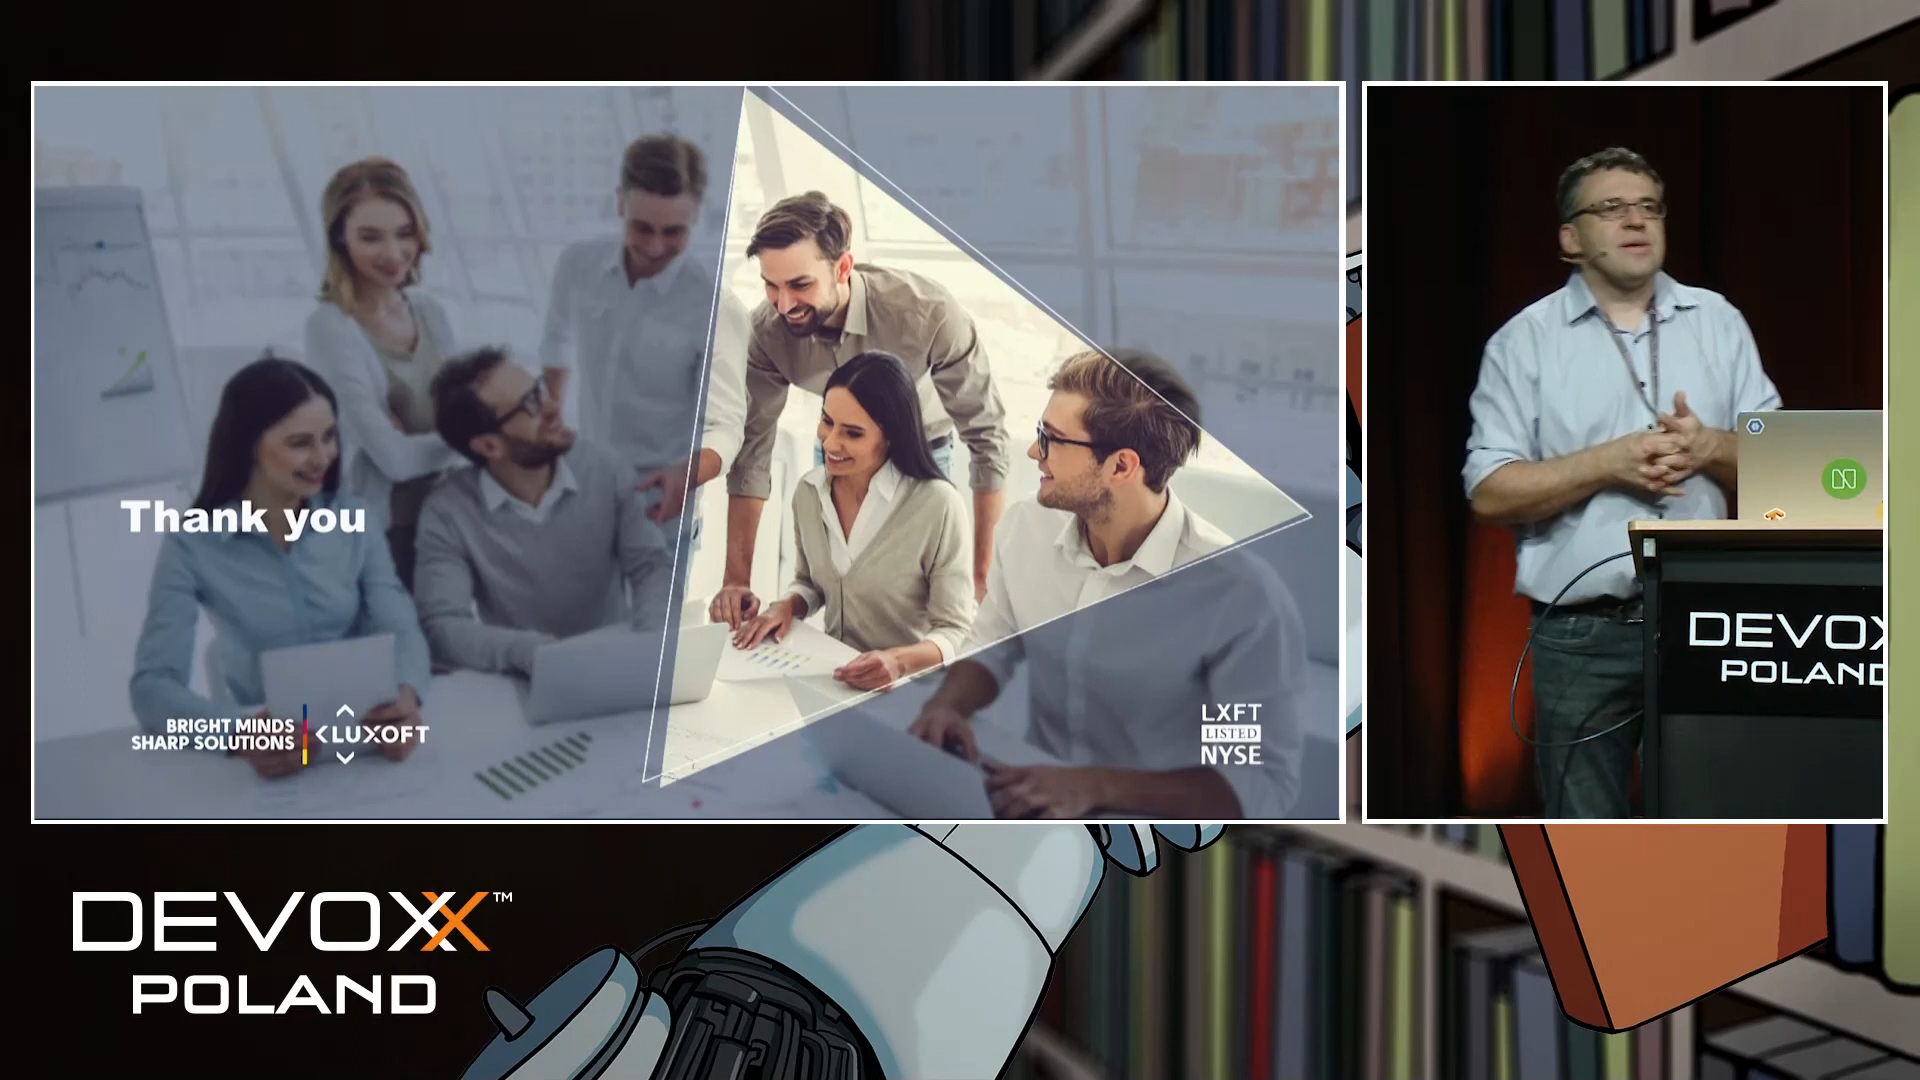 Thank you
BRIGHT MINDS
SHARP SOLUTIONS
LUXOFT
LXFT
LISTED
NYSE
DEVOX
POLAND
DEVOXX™
POLAND